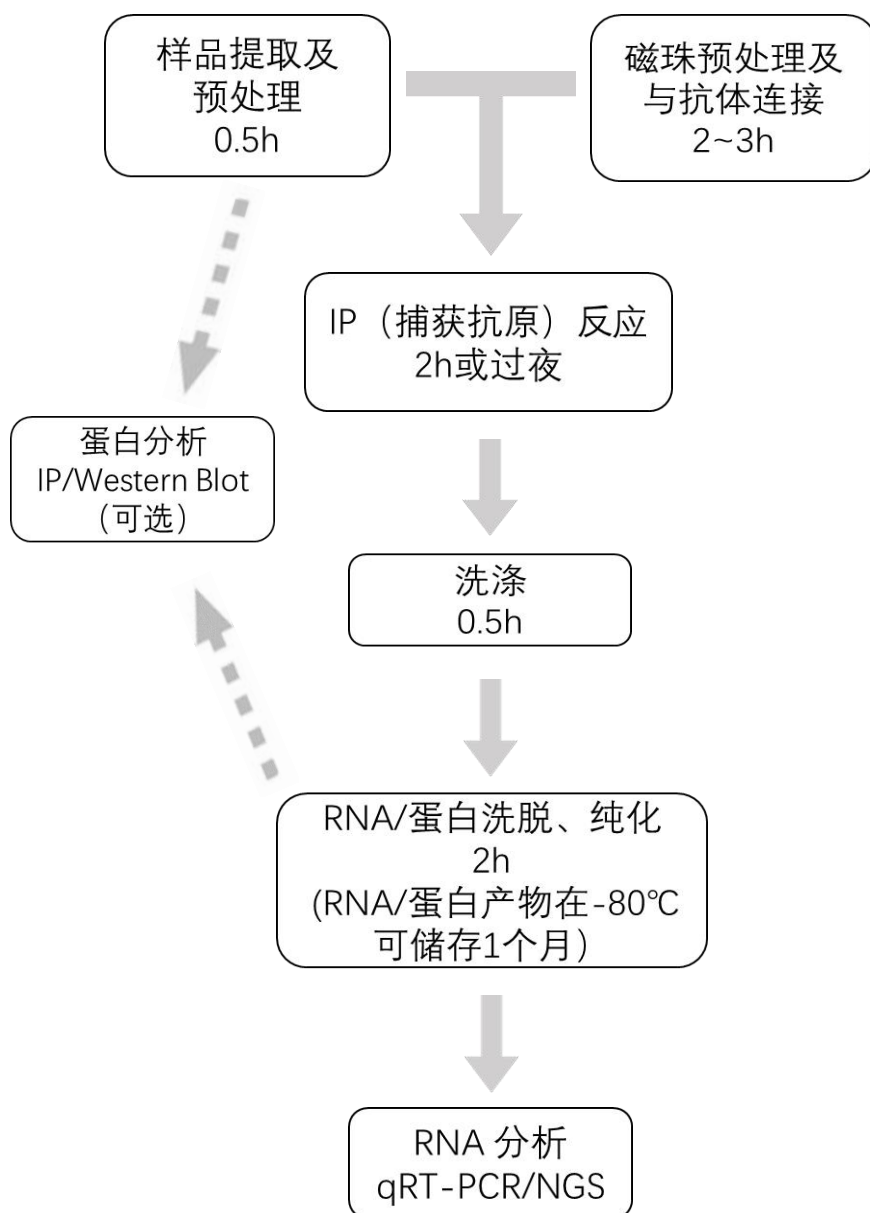 样品提取及
预处理
0.5h
磁珠预处理及
与抗体连接
2~3h
IP（捕获抗原）反应
2h或过夜
蛋白分析
IP/Western Blot
（可选）
洗涤
0.5h
RNA/蛋白洗脱、纯化
2h
(RNA/蛋白产物在-80℃
可储存1个月）
RNA 分析
qRT-PCR/NGS